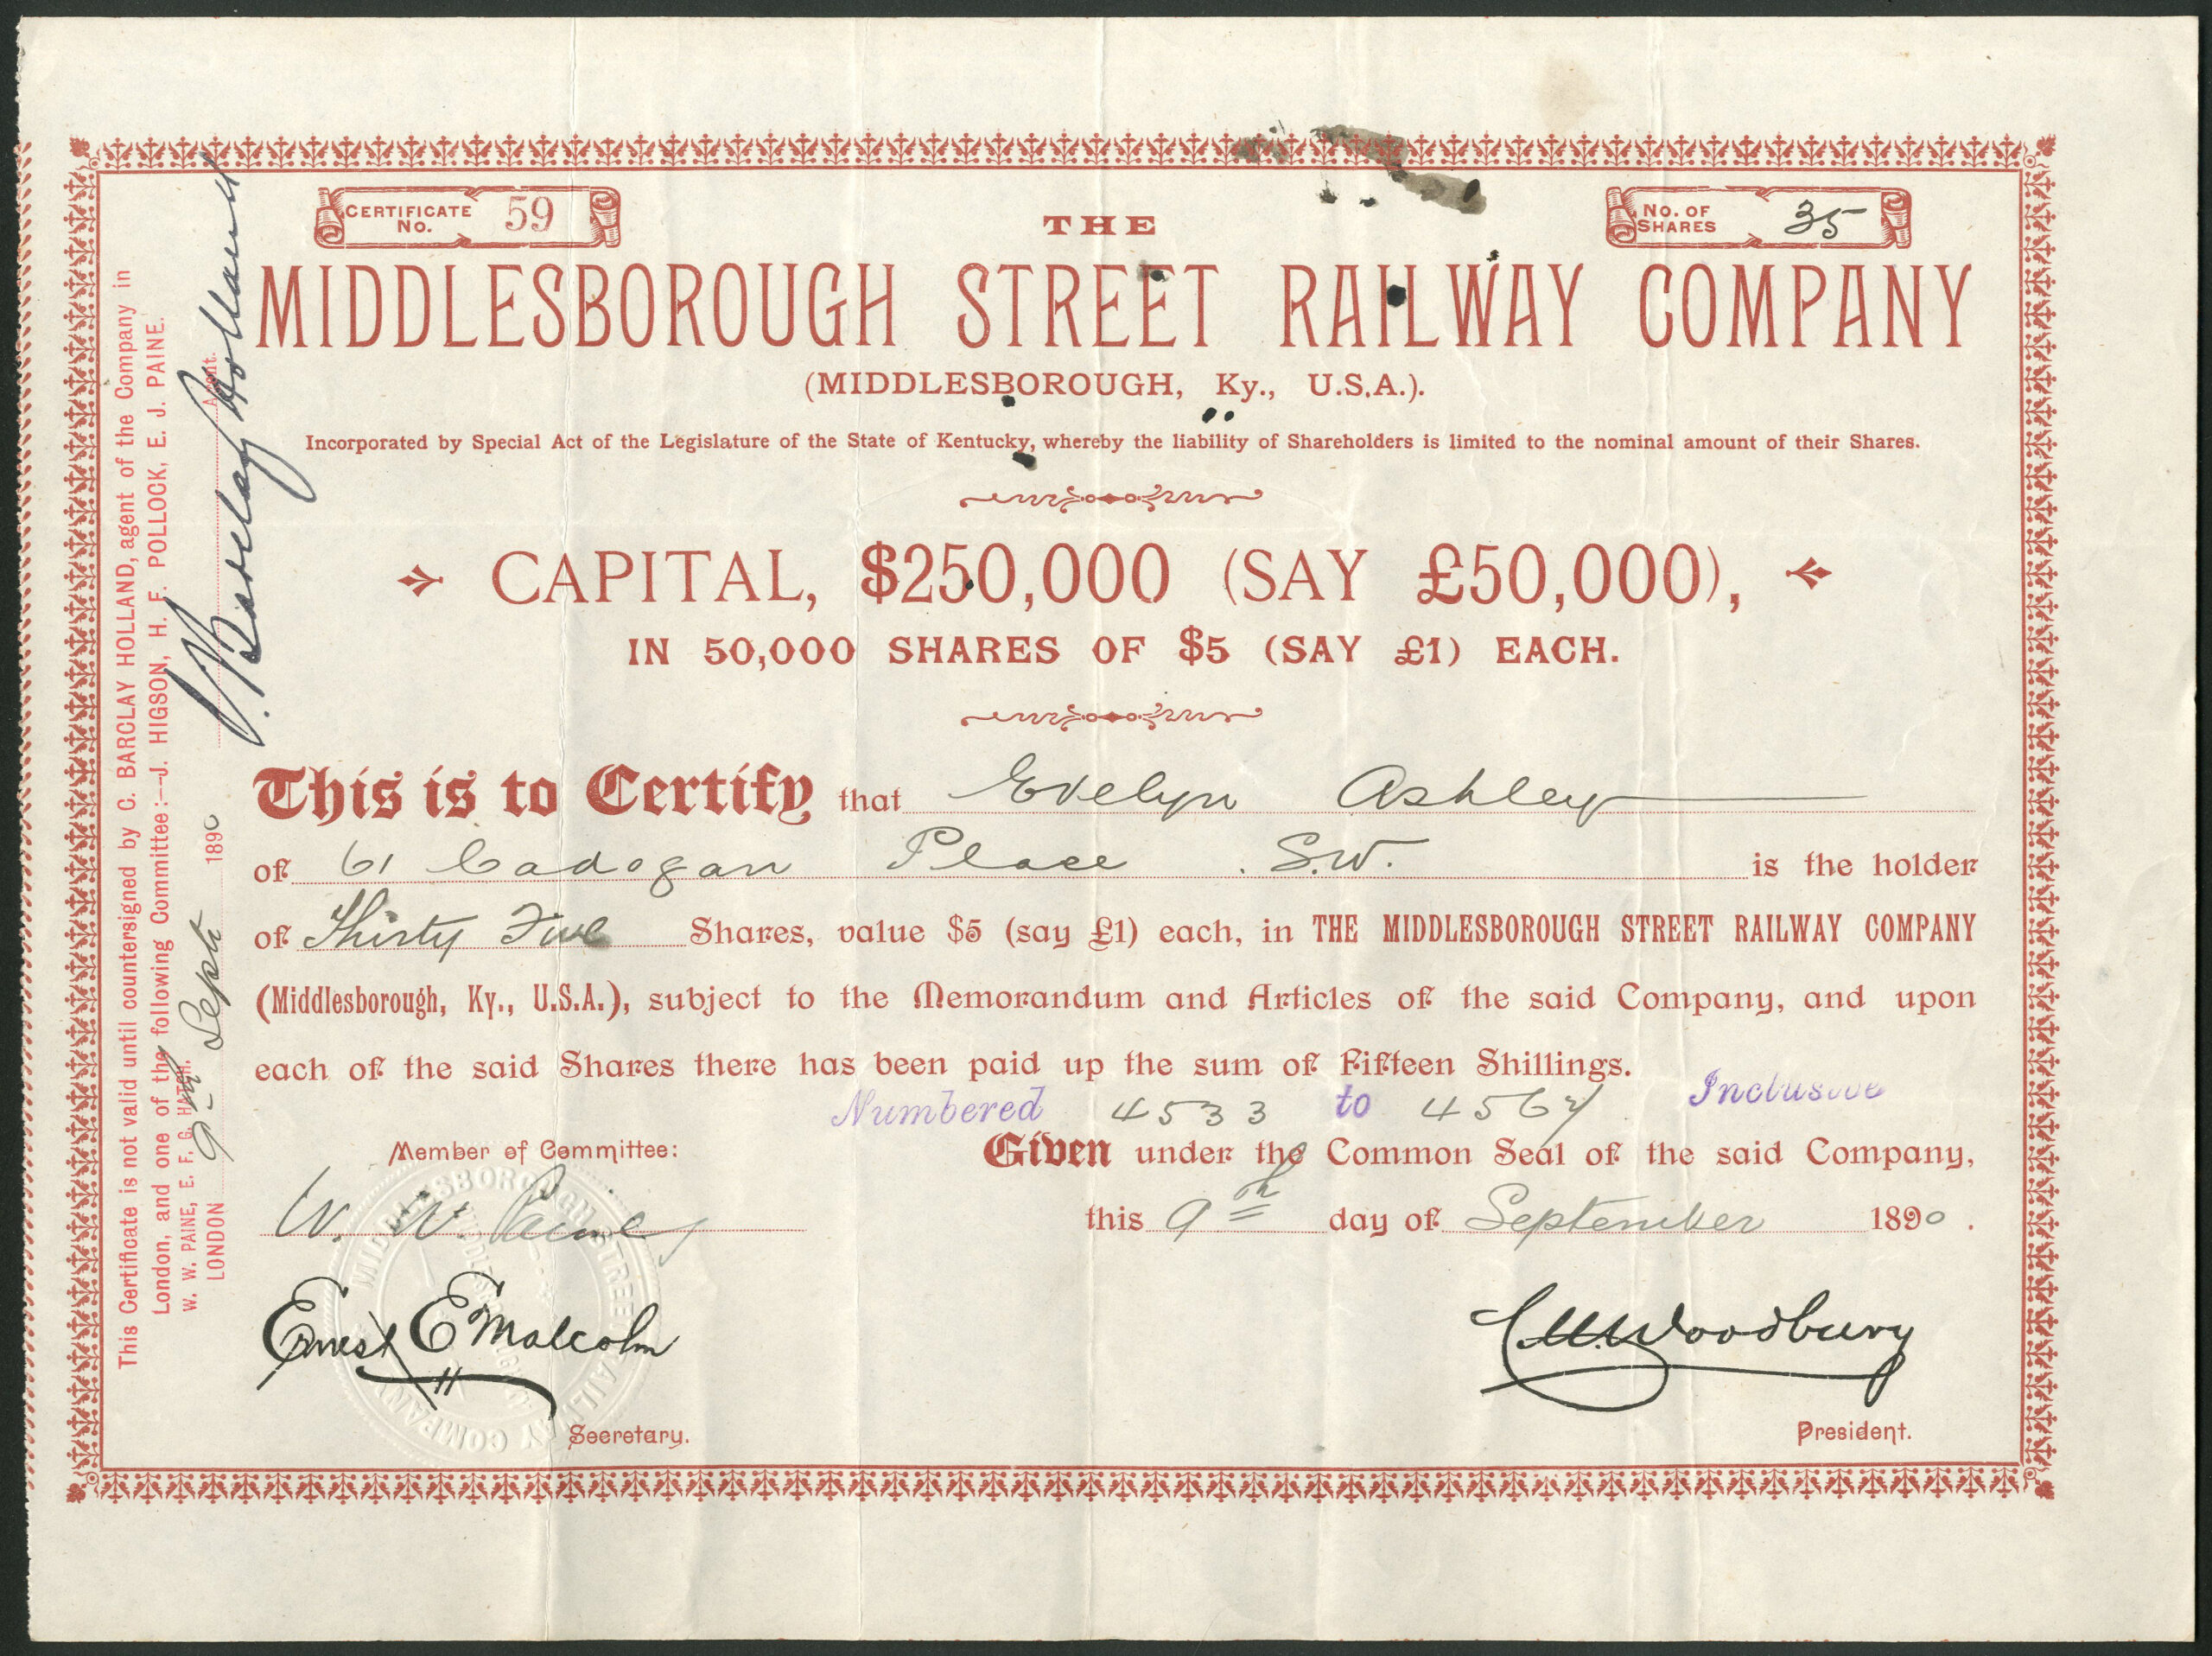 CERTIFICATE No. 59
No. OF SHARES 35
THE
MIDDLESBOROUGH STREET RAILWAY COMPANY
(MIDDLESBOROUGH, Ky., U.S.A.).
Incorporated by Special Act of the Legislature of the State of Kentucky, whereby the liability of Shareholders is limited to the nominal amount of their Shares.
CAPITAL, $250,000 (SAY £50,000),
IN 50,000 SHARES OF $5 (SAY £1) EACH.
This is to Certify that Evelyn Ashley
of 61 Cadogan Place . S.W. is the holder
of Thirty Five Shares, value $5 (say £1) each, in THE MIDDLESBOROUGH STREET RAILWAY COMPANY
(Middlesborough, Ky., U.S.A.), subject to the Memorandum and Articles of the said Company, and upon
each of the said Shares there has been paid up the sum of Fifteen Shillings.
Numbered 4533 to 4567 Inclusive
Member of Committee:
Given under the Common Seal of the said Company,
W. W. Paine
this 9th day of September 1890 .
Ernest E Malcolm
Secretary.
C.M. Woodbury
President.
This Certificate is not valid until countersigned by C. BARCLAY HOLLAND, agent of the Company in
London, and one of the following Committee:—J. HIGSON, H. F. POLLOCK, E. J. PAINE.
W. W. PAINE, E. F. G. HATCH.
LONDON 9th Sept 1890
C. Barclay Holland
Agent.
MIDDLESBOROUGH STREET RAILWAY COMPANY